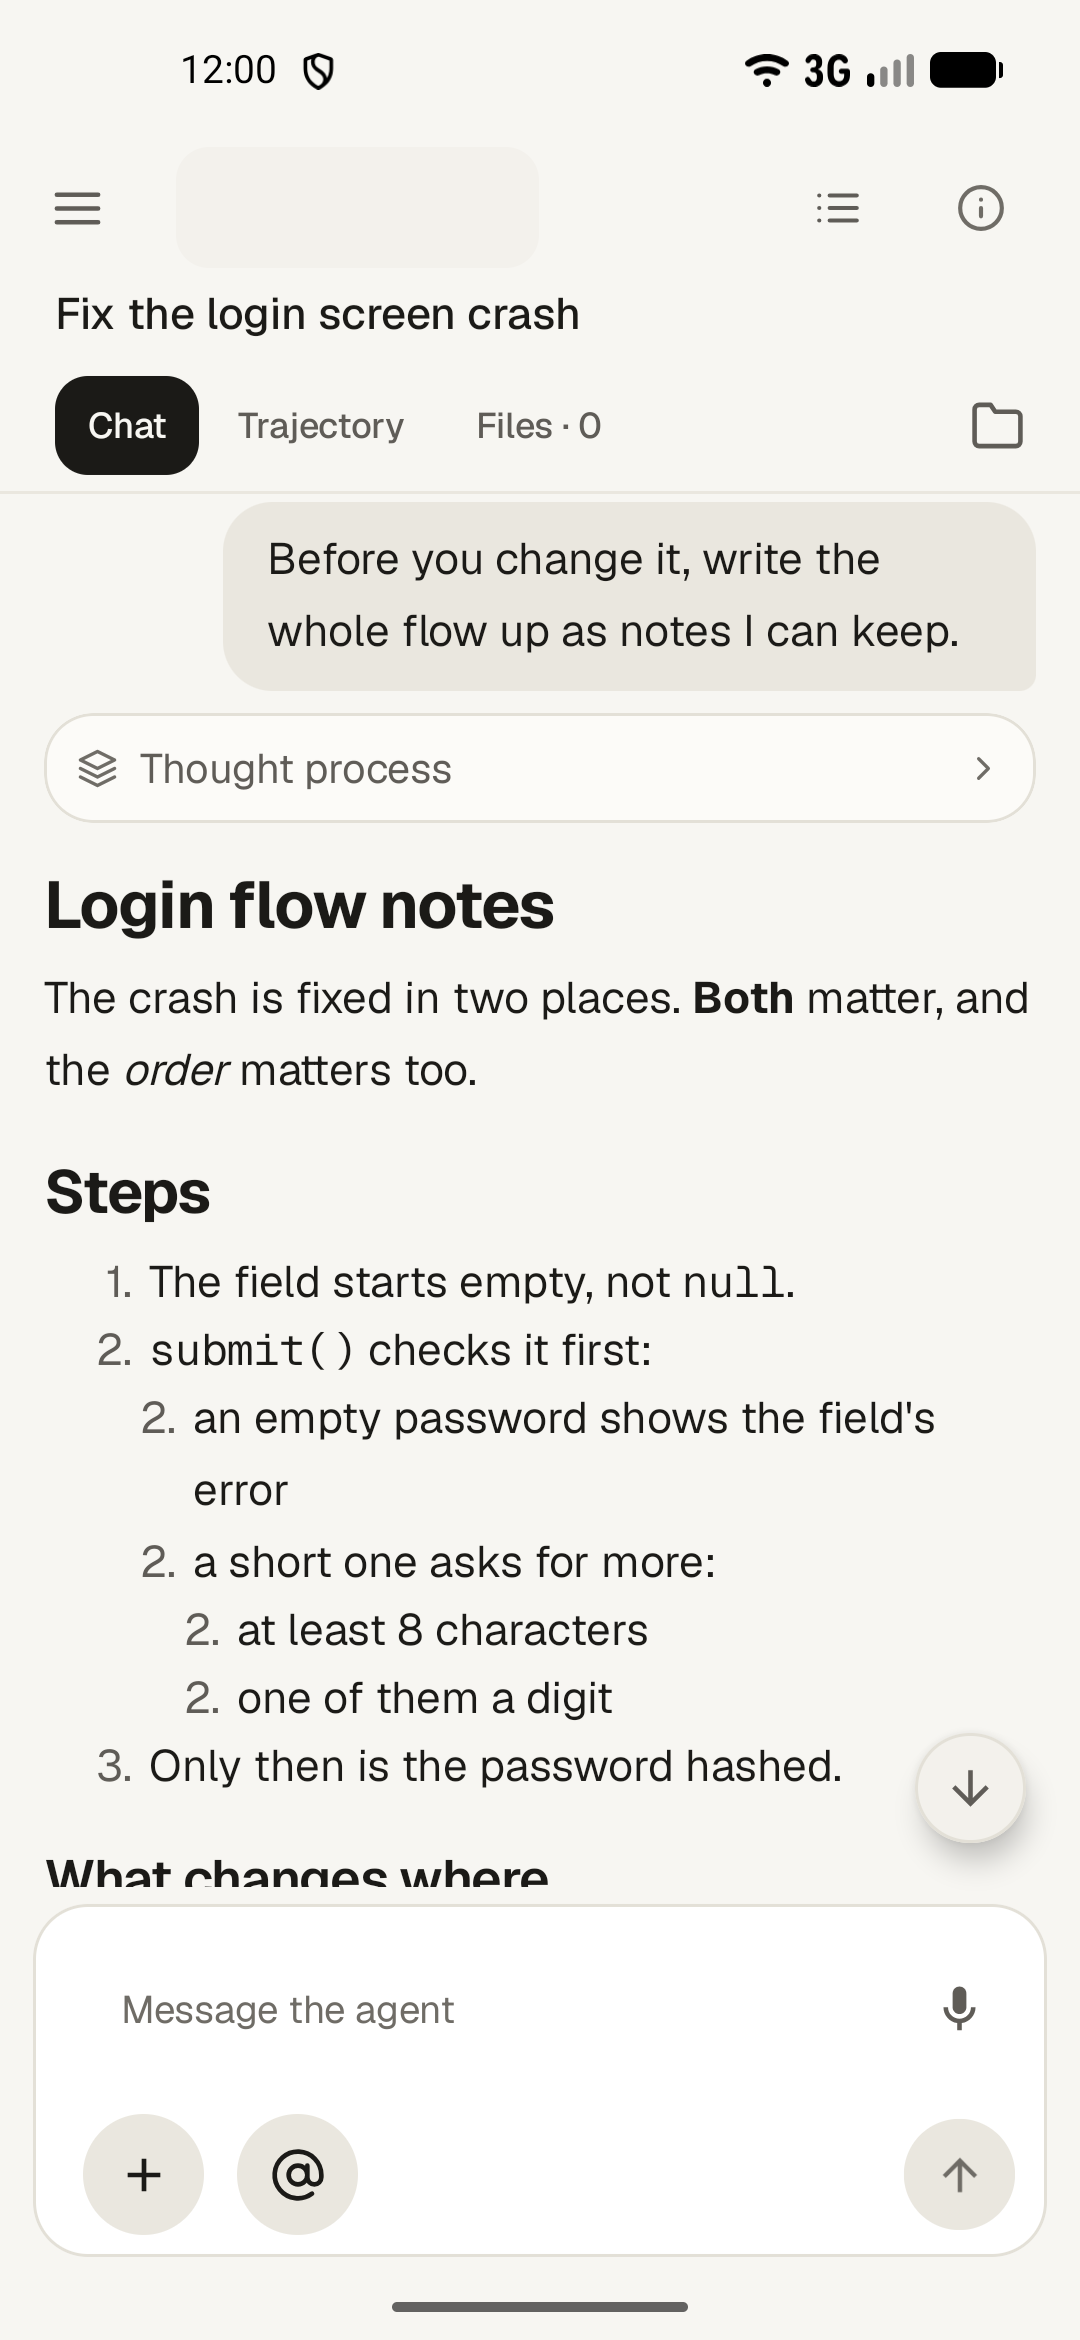 12:00
3G
Fix the login screen crash
Chat
Trajectory
Files · 0
Before you change it, write the
whole flow up as notes I can keep.
Thought process
Login flow notes
The crash is fixed in two places. Both matter, and
the order matters too.
Steps
1. The field starts empty, not null.
2. submit() checks it first:
2. an empty password shows the field's
error
2. a short one asks for more:
2. at least 8 characters
2. one of them a digit
3. Only then is the password hashed.
What changes where
Message the agent